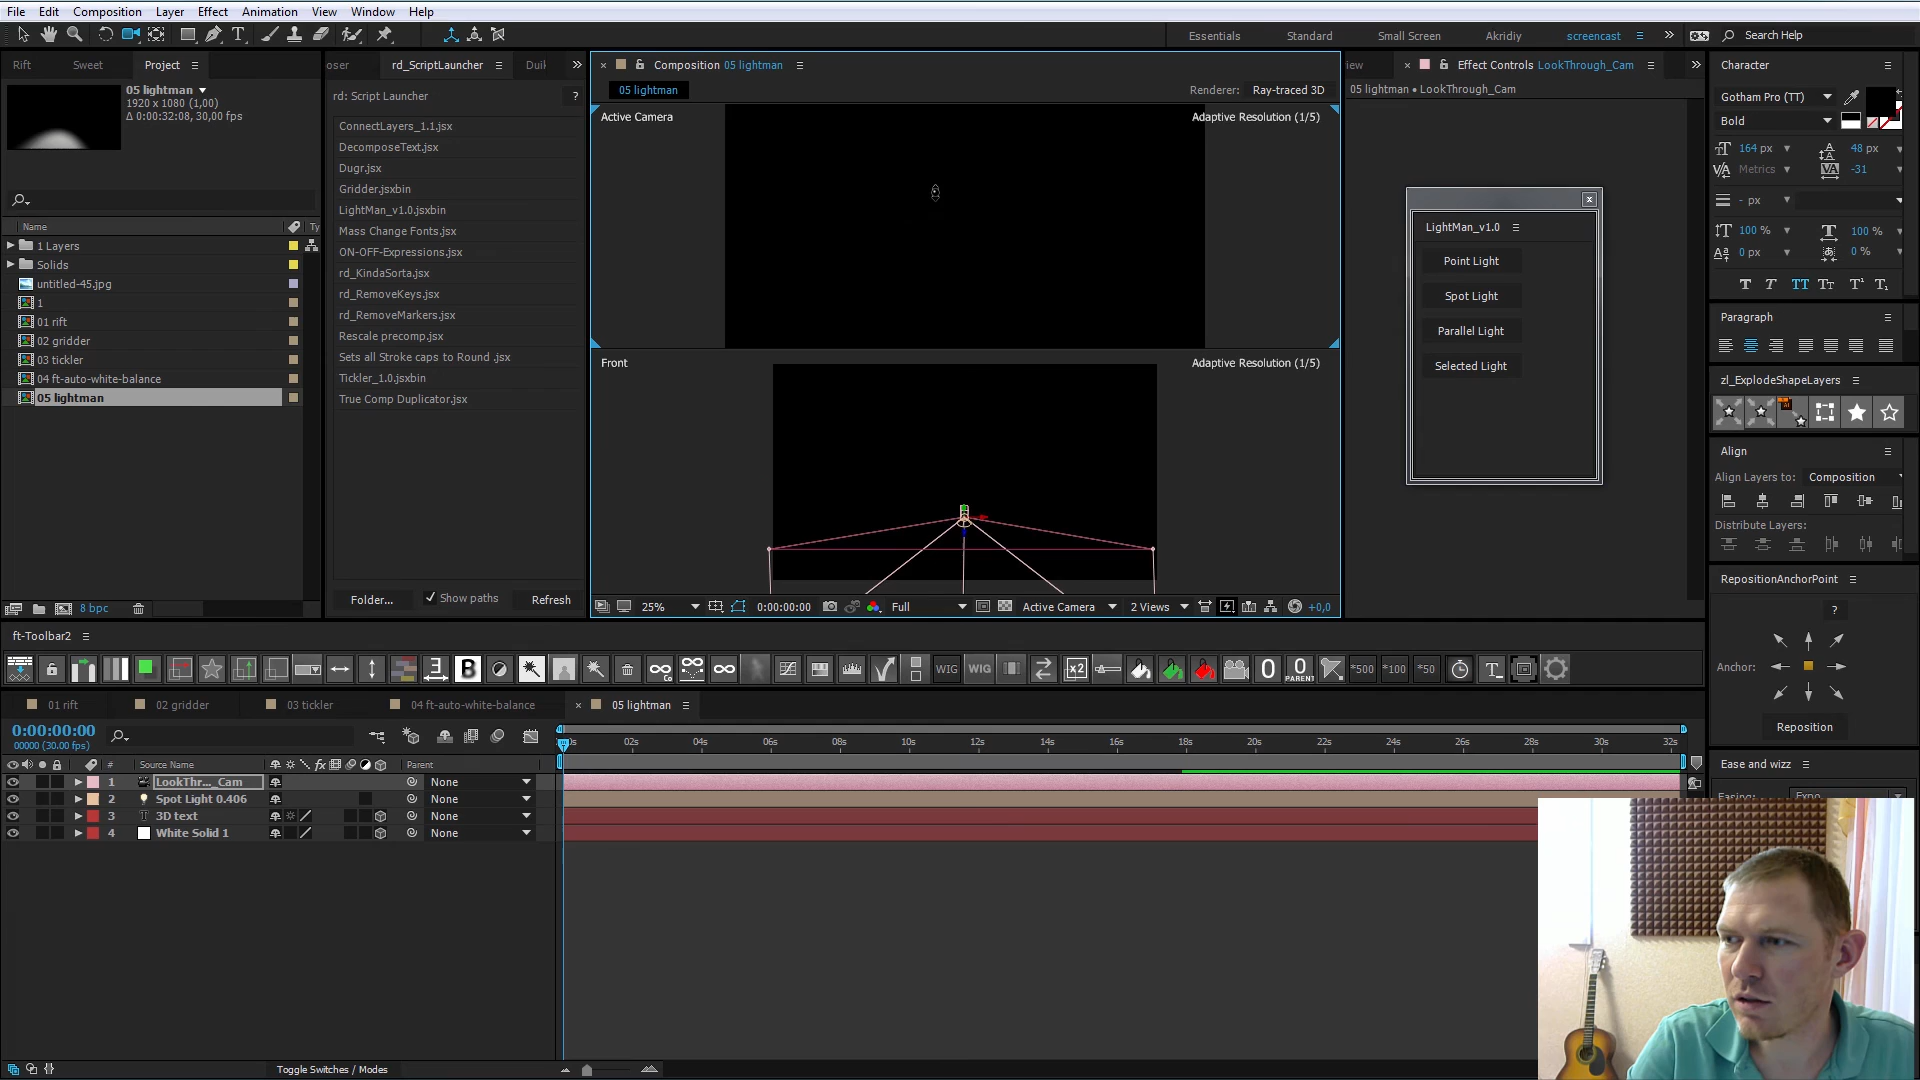 File Edit Composition Layer Effect Animation View Window Help
Essentials Standard Small Screen Akridiy screencast Search Help
Rift Sweet Project
oser rd_ScriptLauncher Duik
Composition 05 lightman
Effect Controls LookThrough_Cam
Character
05 lightman
1920 x 1080 (1,00)
Δ 0:00:32:08, 30,00 fps
rd: Script Launcher ?
05 lightman
Renderer: Ray-traced 3D
05 lightman • LookThrough_Cam
Gotham Pro (TT)
Bold
164 px 48 px
Metrics -31
- px
100 % 100 %
0 px 0 %
Active Camera Adaptive Resolution (1/5)
Front Adaptive Resolution (1/5)
Name Ty
1 Layers
Solids
untitled-45.jpg
1
01 rift
02 gridder
03 tickler
04 ft-auto-white-balance
05 lightman
ConnectLayers_1.1.jsx
DecomposeText.jsx
Dugr.jsx
Gridder.jsxbin
LightMan_v1.0.jsxbin
Mass Change Fonts.jsx
ON-OFF-Expressions.jsx
rd_KindaSorta.jsx
rd_RemoveKeys.jsx
rd_RemoveMarkers.jsx
Rescale precomp.jsx
Sets all Stroke caps to Round .jsx
Tickler_1.0.jsxbin
True Comp Duplicator.jsx
Folder... Show paths Refresh
LightMan_v1.0
Point Light
Spot Light
Parallel Light
Selected Light
Paragraph
zl_ExplodeShapeLayers
Align
Align Layers to: Composition
Distribute Layers:
RepositionAnchorPoint
?
Anchor:
Reposition
Ease and wizz
Easing: Expo
8 bpc
25% 0:00:00:00 Full Active Camera 2 Views +0,0
ft-Toolbar2
B WIG WIG x2 0 0 PARENT *500 *100 *50 T
01 rift 02 gridder 03 tickler 04 ft-auto-white-balance 05 lightman
0:00:00:00
00000 (30.00 fps)
02s 04s 06s 08s 10s 12s 14s 16s 18s 20s 22s 24s 26s 28s 30s 32s
# Source Name Parent
1 LookThr..._Cam None
2 Spot Light 0.406 None
3 3D text None
4 White Solid 1 None
Toggle Switches / Modes